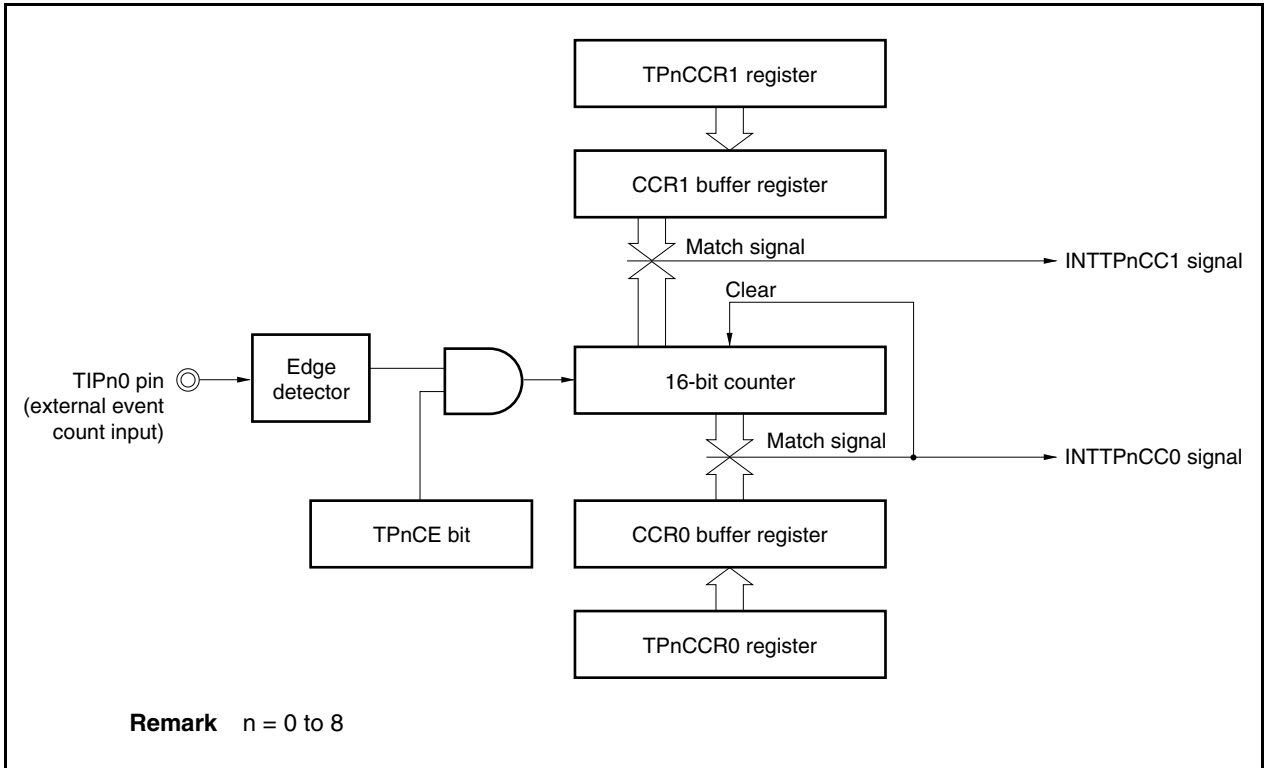 TPnCCR1 register
CCR1 buffer register
Match signal
INTTPnCC1 signal
Clear
TIPn0 pin
(external event
count input)
Edge
detector
16-bit counter
Match signal
INTTPnCC0 signal
TPnCE bit
CCR0 buffer register
TPnCCR0 register
Remark n = 0 to 8